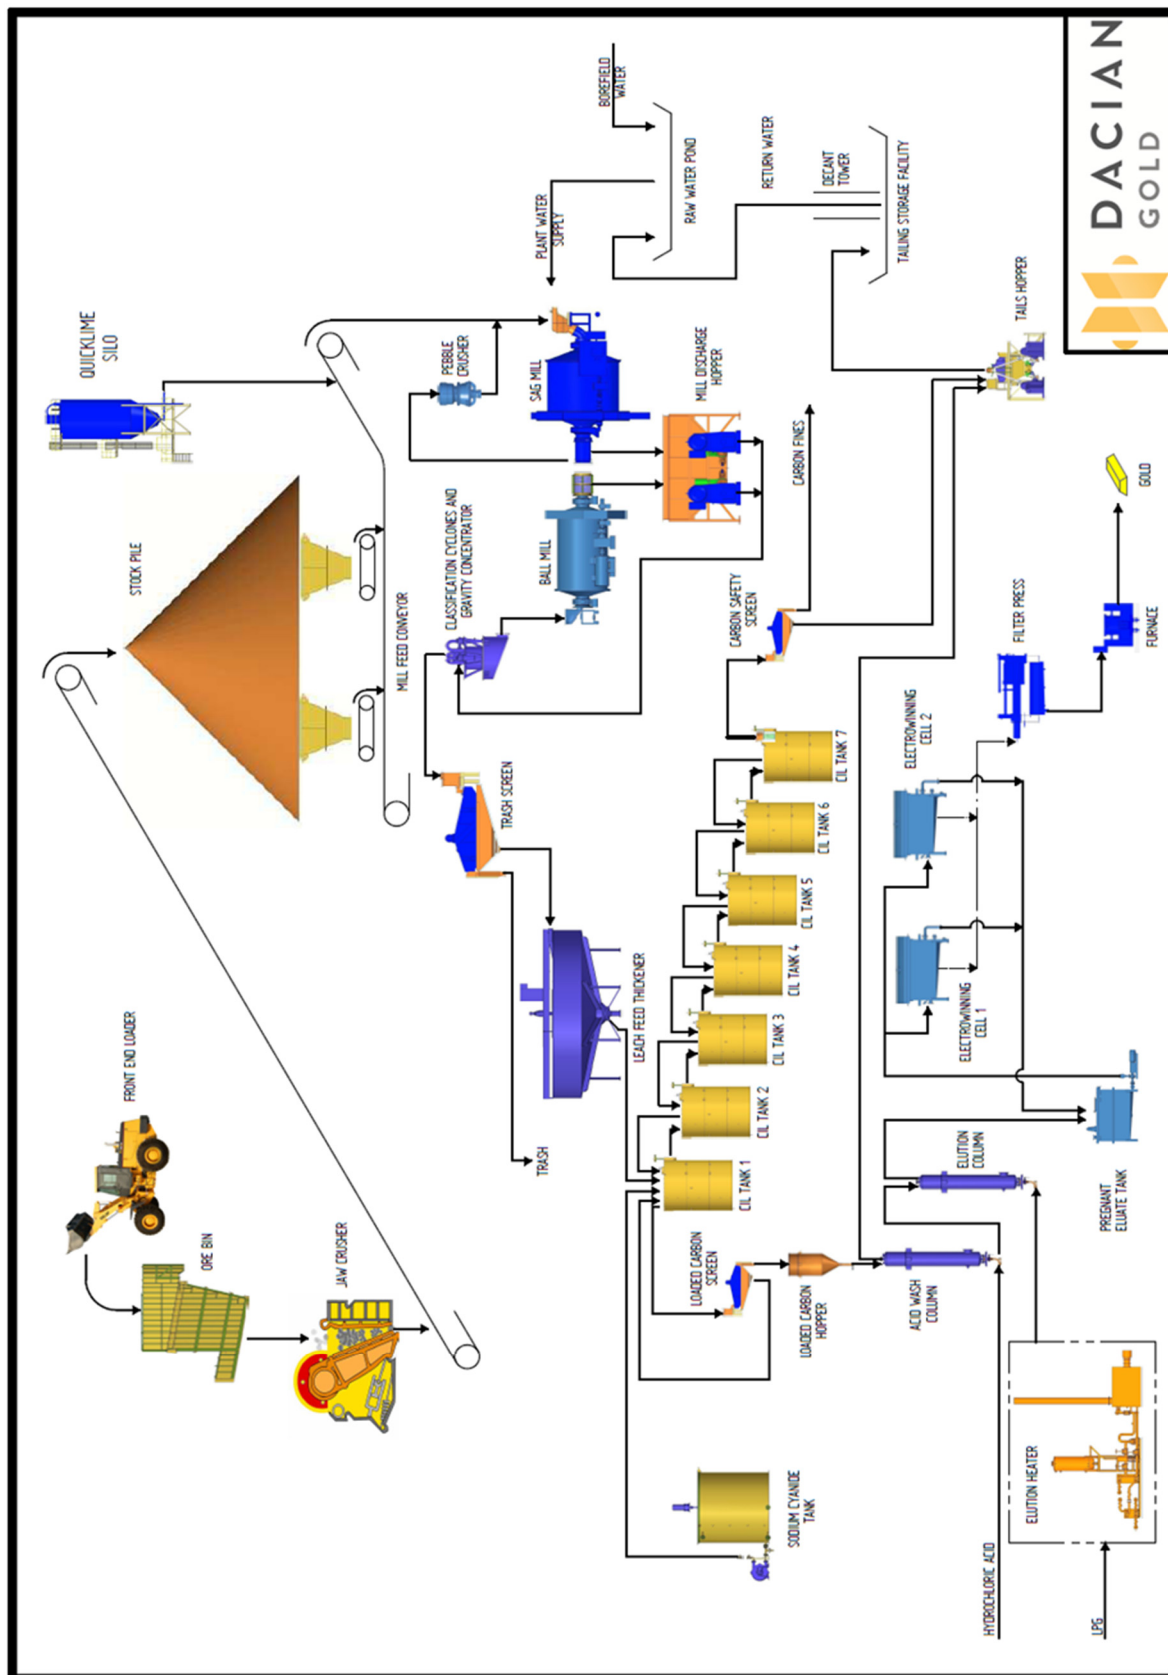 FRONT END LOADER
ORE BIN
JAW CRUSHER
STOCK PILE
QUICKLIME
SILO
MILL FEED CONVEYOR
CLASSIFICATION CYCLONES AND
GRAVITY CONCENTRATOR
PEBBLE
CRUSHER
PLANT WATER
SUPPLY
BOREFIELD
WATER
TRASH SCREEN
TRASH
BALL MILL
SAG MILL
LEACH FEED THICKENER
MILL DISCHARGE
HOPPER
RAW WATER POND
CIL TANK 1
CIL TANK 2
CIL TANK 3
CIL TANK 4
CIL TANK 5
CIL TANK 6
CIL TANK 7
CARBON SAFETY
SCREEN
CARBON FINES
RETURN WATER
DECANT
TOWER
TAILING STORAGE FACILITY
SODIUM CYANIDE
TANK
LOADED CARBON
SCREEN
LOADED CARBON
HOPPER
ACID WASH
COLUMN
ELUTION
COLUMN
ELECTROWINNING
CELL 1
ELECTROWINNING
CELL 2
FILTER PRESS
TAILS HOPPER
HYDROCHLORIC ACID
ELUTION HEATER
PREGNANT
ELUATE TANK
FURNACE
GOLD
LPG
DACIAN
GOLD